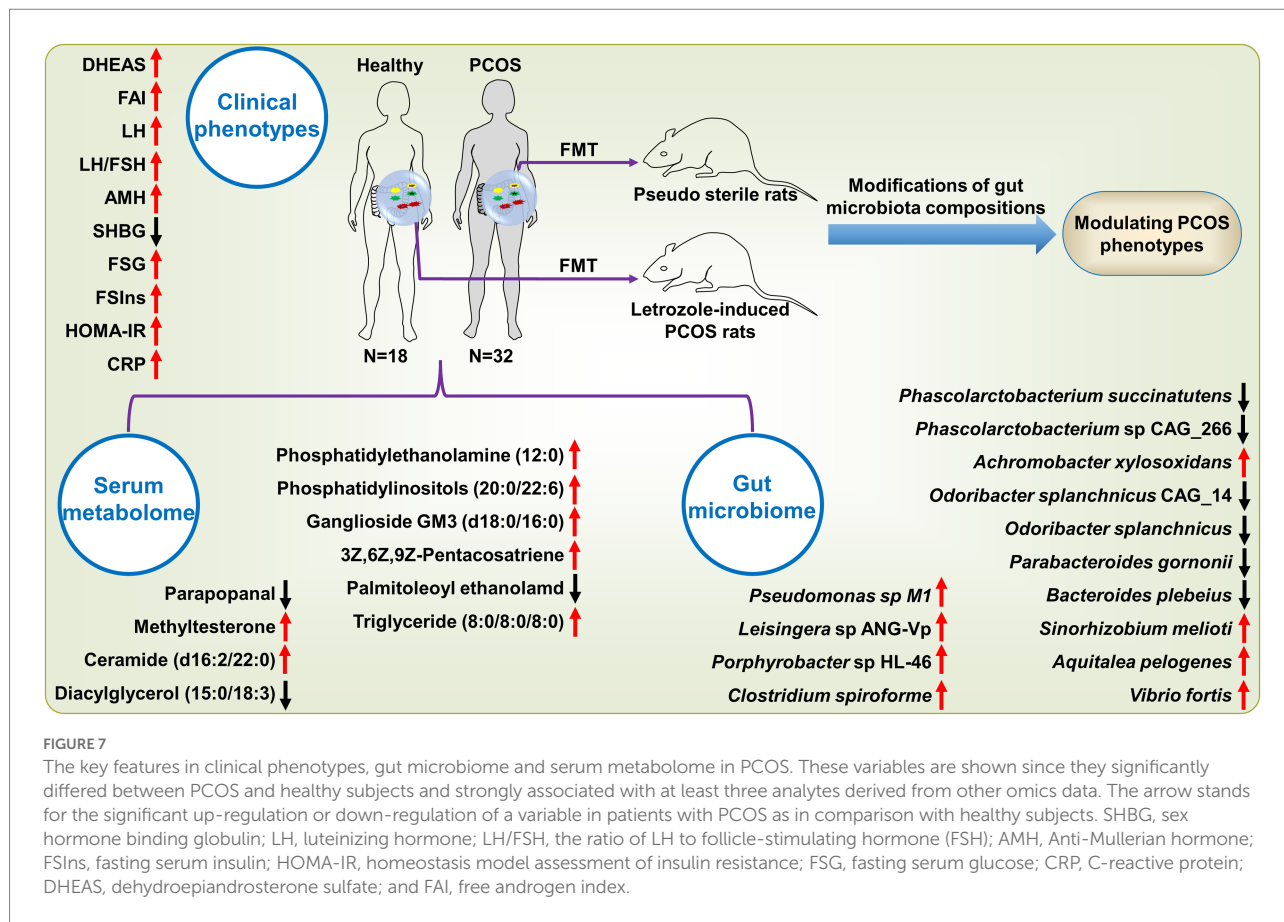 DHEAS
FAI
LH
LH/FSH
AMH
SHBG
FSG
FSIns
HOMA-IR
CRP
Clinical
phenotypes
Healthy
PCOS
N=18
N=32
FMT
Pseudo sterile rats
FMT
Letrozole-induced
PCOS rats
Modifications of gut
microbiota compositions
Modulating PCOS
phenotypes
Serum
metabolome
Phosphatidylethanolamine (12:0)
Phosphatidylinositols (20:0/22:6)
Ganglioside GM3 (d18:0/16:0)
3Z,6Z,9Z-Pentacosatriene
Palmitoleoyl ethanolamd
Triglyceride (8:0/8:0/8:0)
Parapopanal
Methyltesterone
Ceramide (d16:2/22:0)
Diacylglycerol (15:0/18:3)
Gut
microbiome
Pseudomonas sp M1
Leisingera sp ANG-Vp
Porphyrobacter sp HL-46
Clostridium spiroforme
Phascolarctobacterium succinatutens
Phascolarctobacterium sp CAG_266
Achromobacter xylosoxidans
Odoribacter splanchnicus CAG_14
Odoribacter splanchnicus
Parabacteroides gornonii
Bacteroides plebeius
Sinorhizobium melioti
Aquitalea pelogenes
Vibrio fortis
FIGURE 7
The key features in clinical phenotypes, gut microbiome and serum metabolome in PCOS. These variables are shown since they significantly
differed between PCOS and healthy subjects and strongly associated with at least three analytes derived from other omics data. The arrow stands
for the significant up-regulation or down-regulation of a variable in patients with PCOS as in comparison with healthy subjects. SHBG, sex
hormone binding globulin; LH, luteinizing hormone; LH/FSH, the ratio of LH to follicle-stimulating hormone (FSH); AMH, Anti-Mullerian hormone;
FSIns, fasting serum insulin; HOMA-IR, homeostasis model assessment of insulin resistance; FSG, fasting serum glucose; CRP, C-reactive protein;
DHEAS, dehydroepiandrosterone sulfate; and FAI, free androgen index.